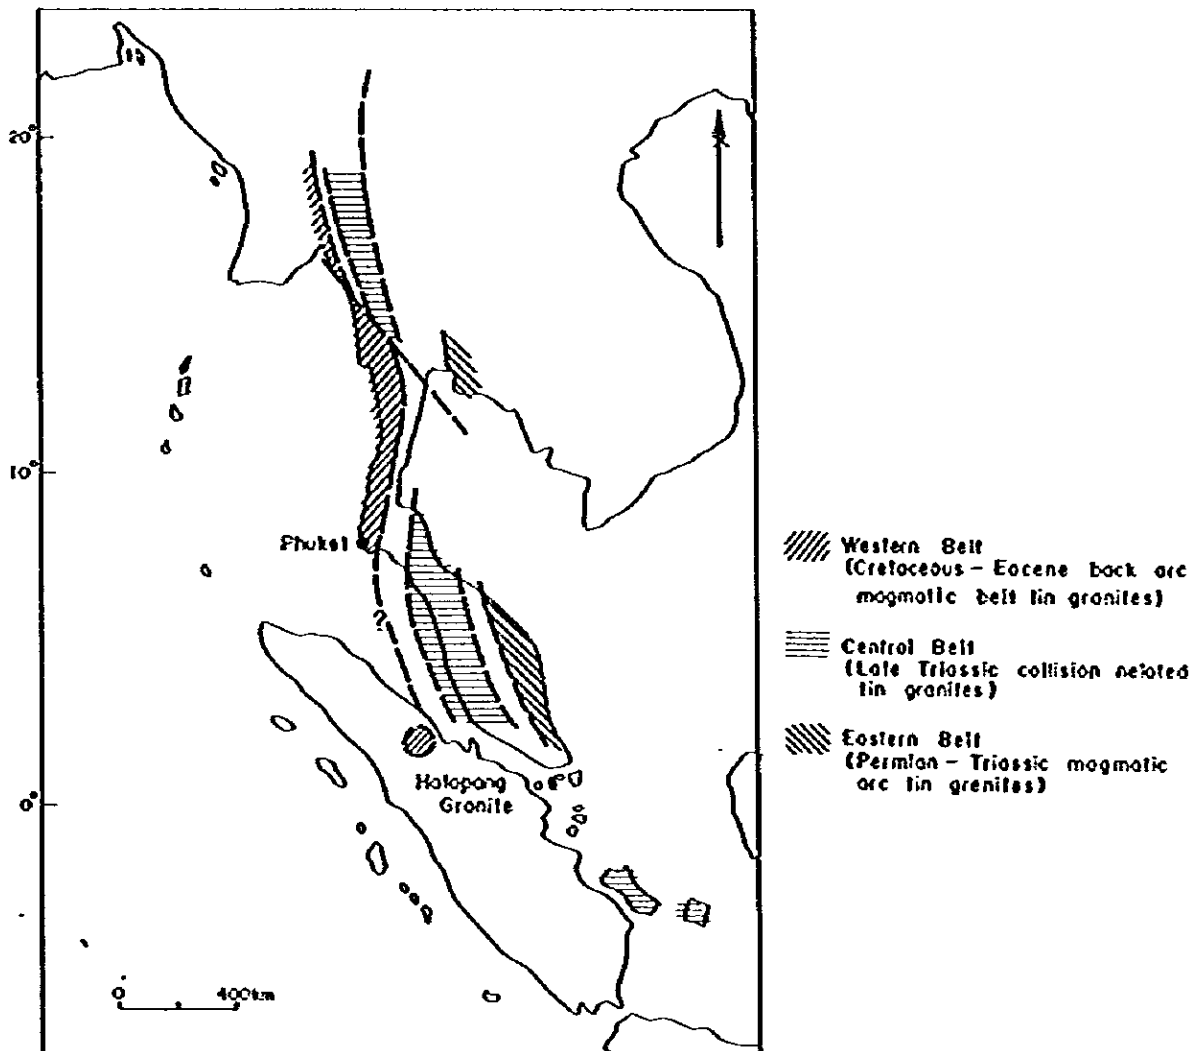 20°
10°
Phuket
?
Hatapang
Granite
0°
0 400km
Western Belt
(Cretaceous - Eocene back arc
magmatic belt tin granites)
Central Belt
(Late Triassic collision related
tin granites)
Eastern Belt
(Permian - Triassic magmatic
arc tin granites)